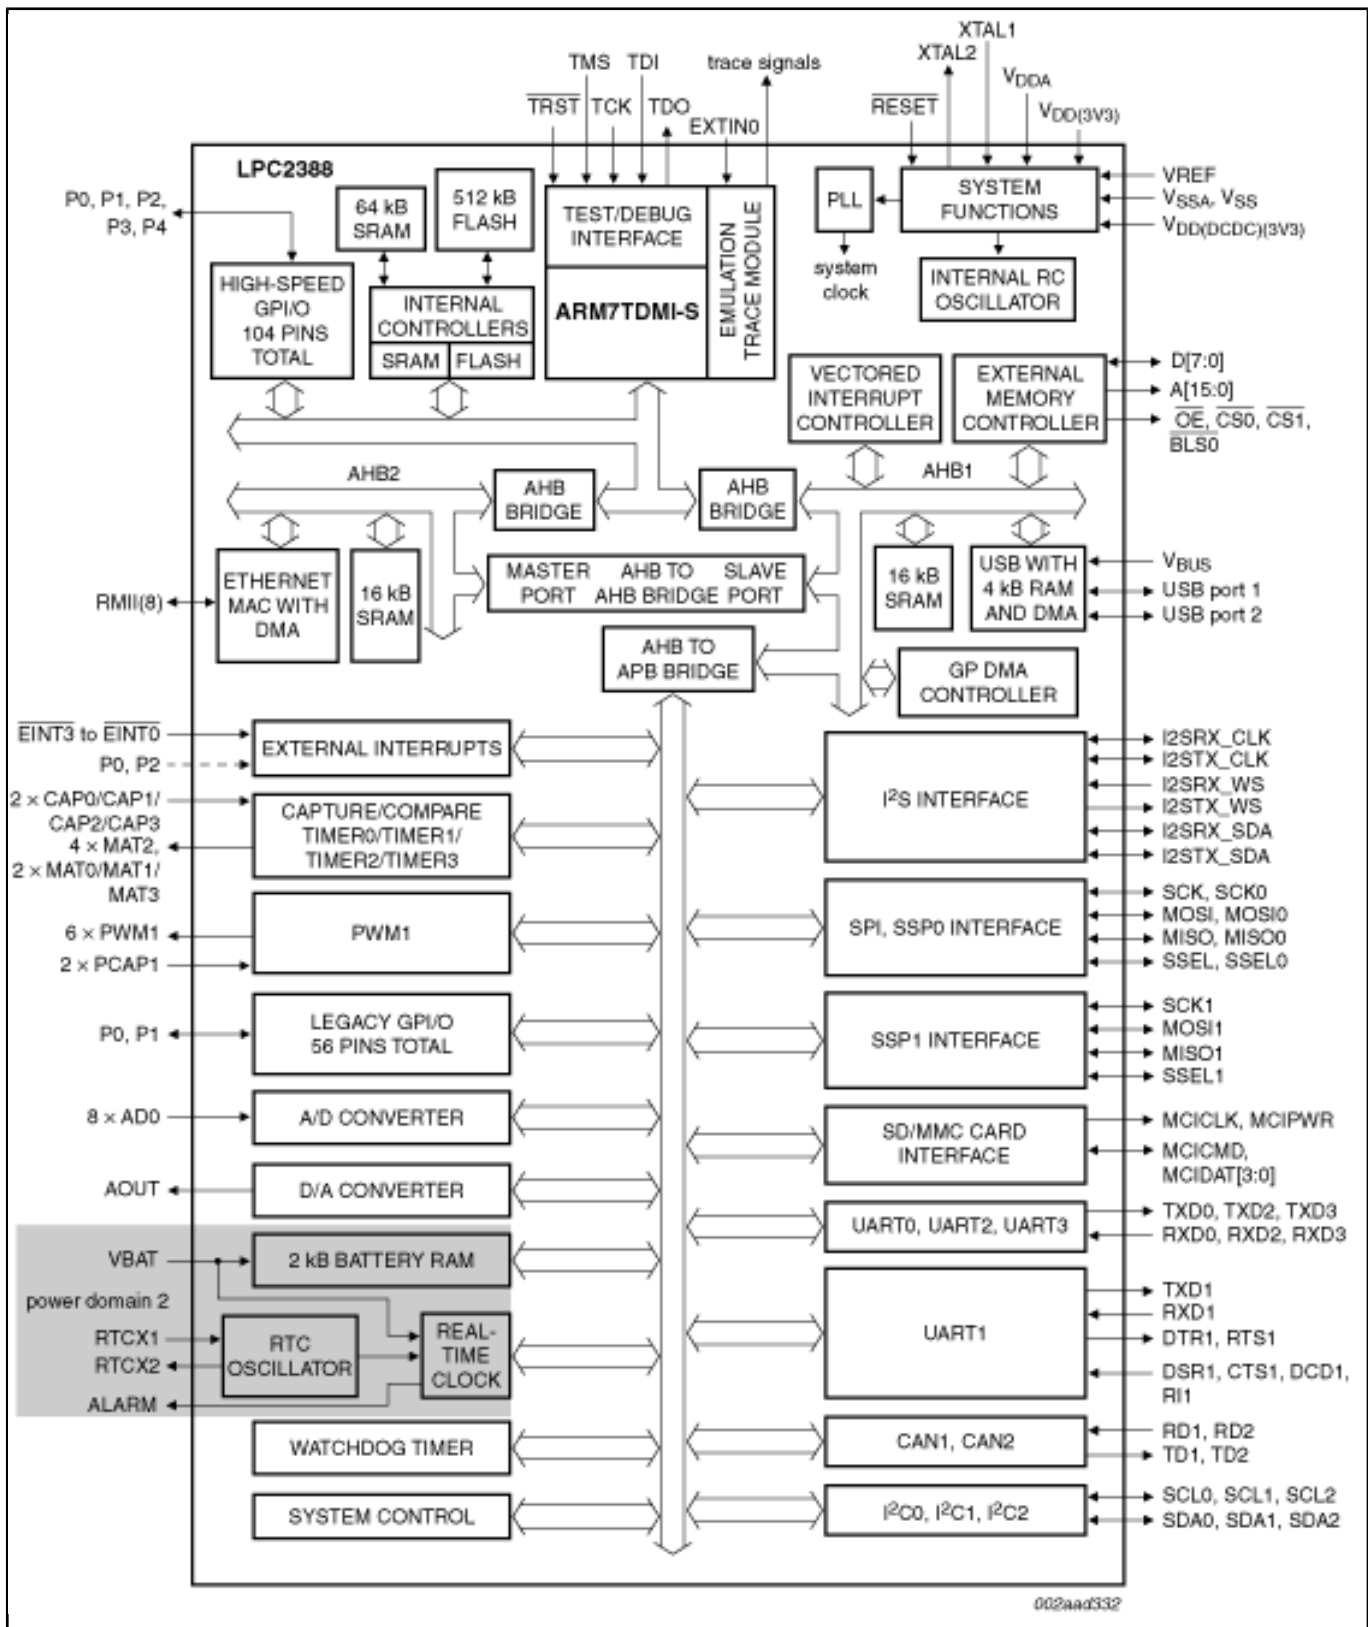 XTAL1
XTAL2
TMS TDI trace signals
VDDA
TRST TCK TDO
RESET
VDD(3V3)
EXTIN0
LPC2388
P0, P1, P2,
P3, P4
64 kB
SRAM
512 kB
FLASH
TEST/DEBUG
INTERFACE
EMULATION
TRACE MODULE
PLL
SYSTEM
FUNCTIONS
VREF
VSSA, VSS
VDD(DCDC)(3V3)
system
clock
HIGH-SPEED
GPI/O
104 PINS
TOTAL
INTERNAL
CONTROLLERS
SRAM FLASH
ARM7TDMI-S
INTERNAL RC
OSCILLATOR
VECTORED
INTERRUPT
CONTROLLER
EXTERNAL
MEMORY
CONTROLLER
D[7:0]
A[15:0]
OE, CS0, CS1,
BLS0
AHB2
AHB
BRIDGE
AHB
BRIDGE
AHB1
RMII(8)
ETHERNET
MAC WITH
DMA
16 kB
SRAM
MASTER AHB TO SLAVE
PORT AHB BRIDGE PORT
16 kB
SRAM
USB WITH
4 kB RAM
AND DMA
VBUS
USB port 1
USB port 2
AHB TO
APB BRIDGE
GP DMA
CONTROLLER
EINT3 to EINT0
P0, P2
EXTERNAL INTERRUPTS
2 × CAP0/CAP1/
CAP2/CAP3
4 × MAT2,
2 × MAT0/MAT1/
MAT3
CAPTURE/COMPARE
TIMER0/TIMER1/
TIMER2/TIMER3
6 × PWM1
2 × PCAP1
PWM1
P0, P1
LEGACY GPI/O
56 PINS TOTAL
8 × AD0
A/D CONVERTER
AOUT
D/A CONVERTER
VBAT
2 kB BATTERY RAM
power domain 2
RTCX1
RTCX2
RTC
OSCILLATOR
REAL-
TIME
CLOCK
ALARM
WATCHDOG TIMER
SYSTEM CONTROL
I2S INTERFACE
I2SRX_CLK
I2STX_CLK
I2SRX_WS
I2STX_WS
I2SRX_SDA
I2STX_SDA
SPI, SSP0 INTERFACE
SCK, SCK0
MOSI, MOSI0
MISO, MISO0
SSEL, SSEL0
SSP1 INTERFACE
SCK1
MOSI1
MISO1
SSEL1
SD/MMC CARD
INTERFACE
MCICLK, MCIPWR
MCICMD,
MCIDAT[3:0]
UART0, UART2, UART3
TXD0, TXD2, TXD3
RXD0, RXD2, RXD3
UART1
TXD1
RXD1
DTR1, RTS1
DSR1, CTS1, DCD1,
RI1
CAN1, CAN2
RD1, RD2
TD1, TD2
I2C0, I2C1, I2C2
SCL0, SCL1, SCL2
SDA0, SDA1, SDA2
002aad332